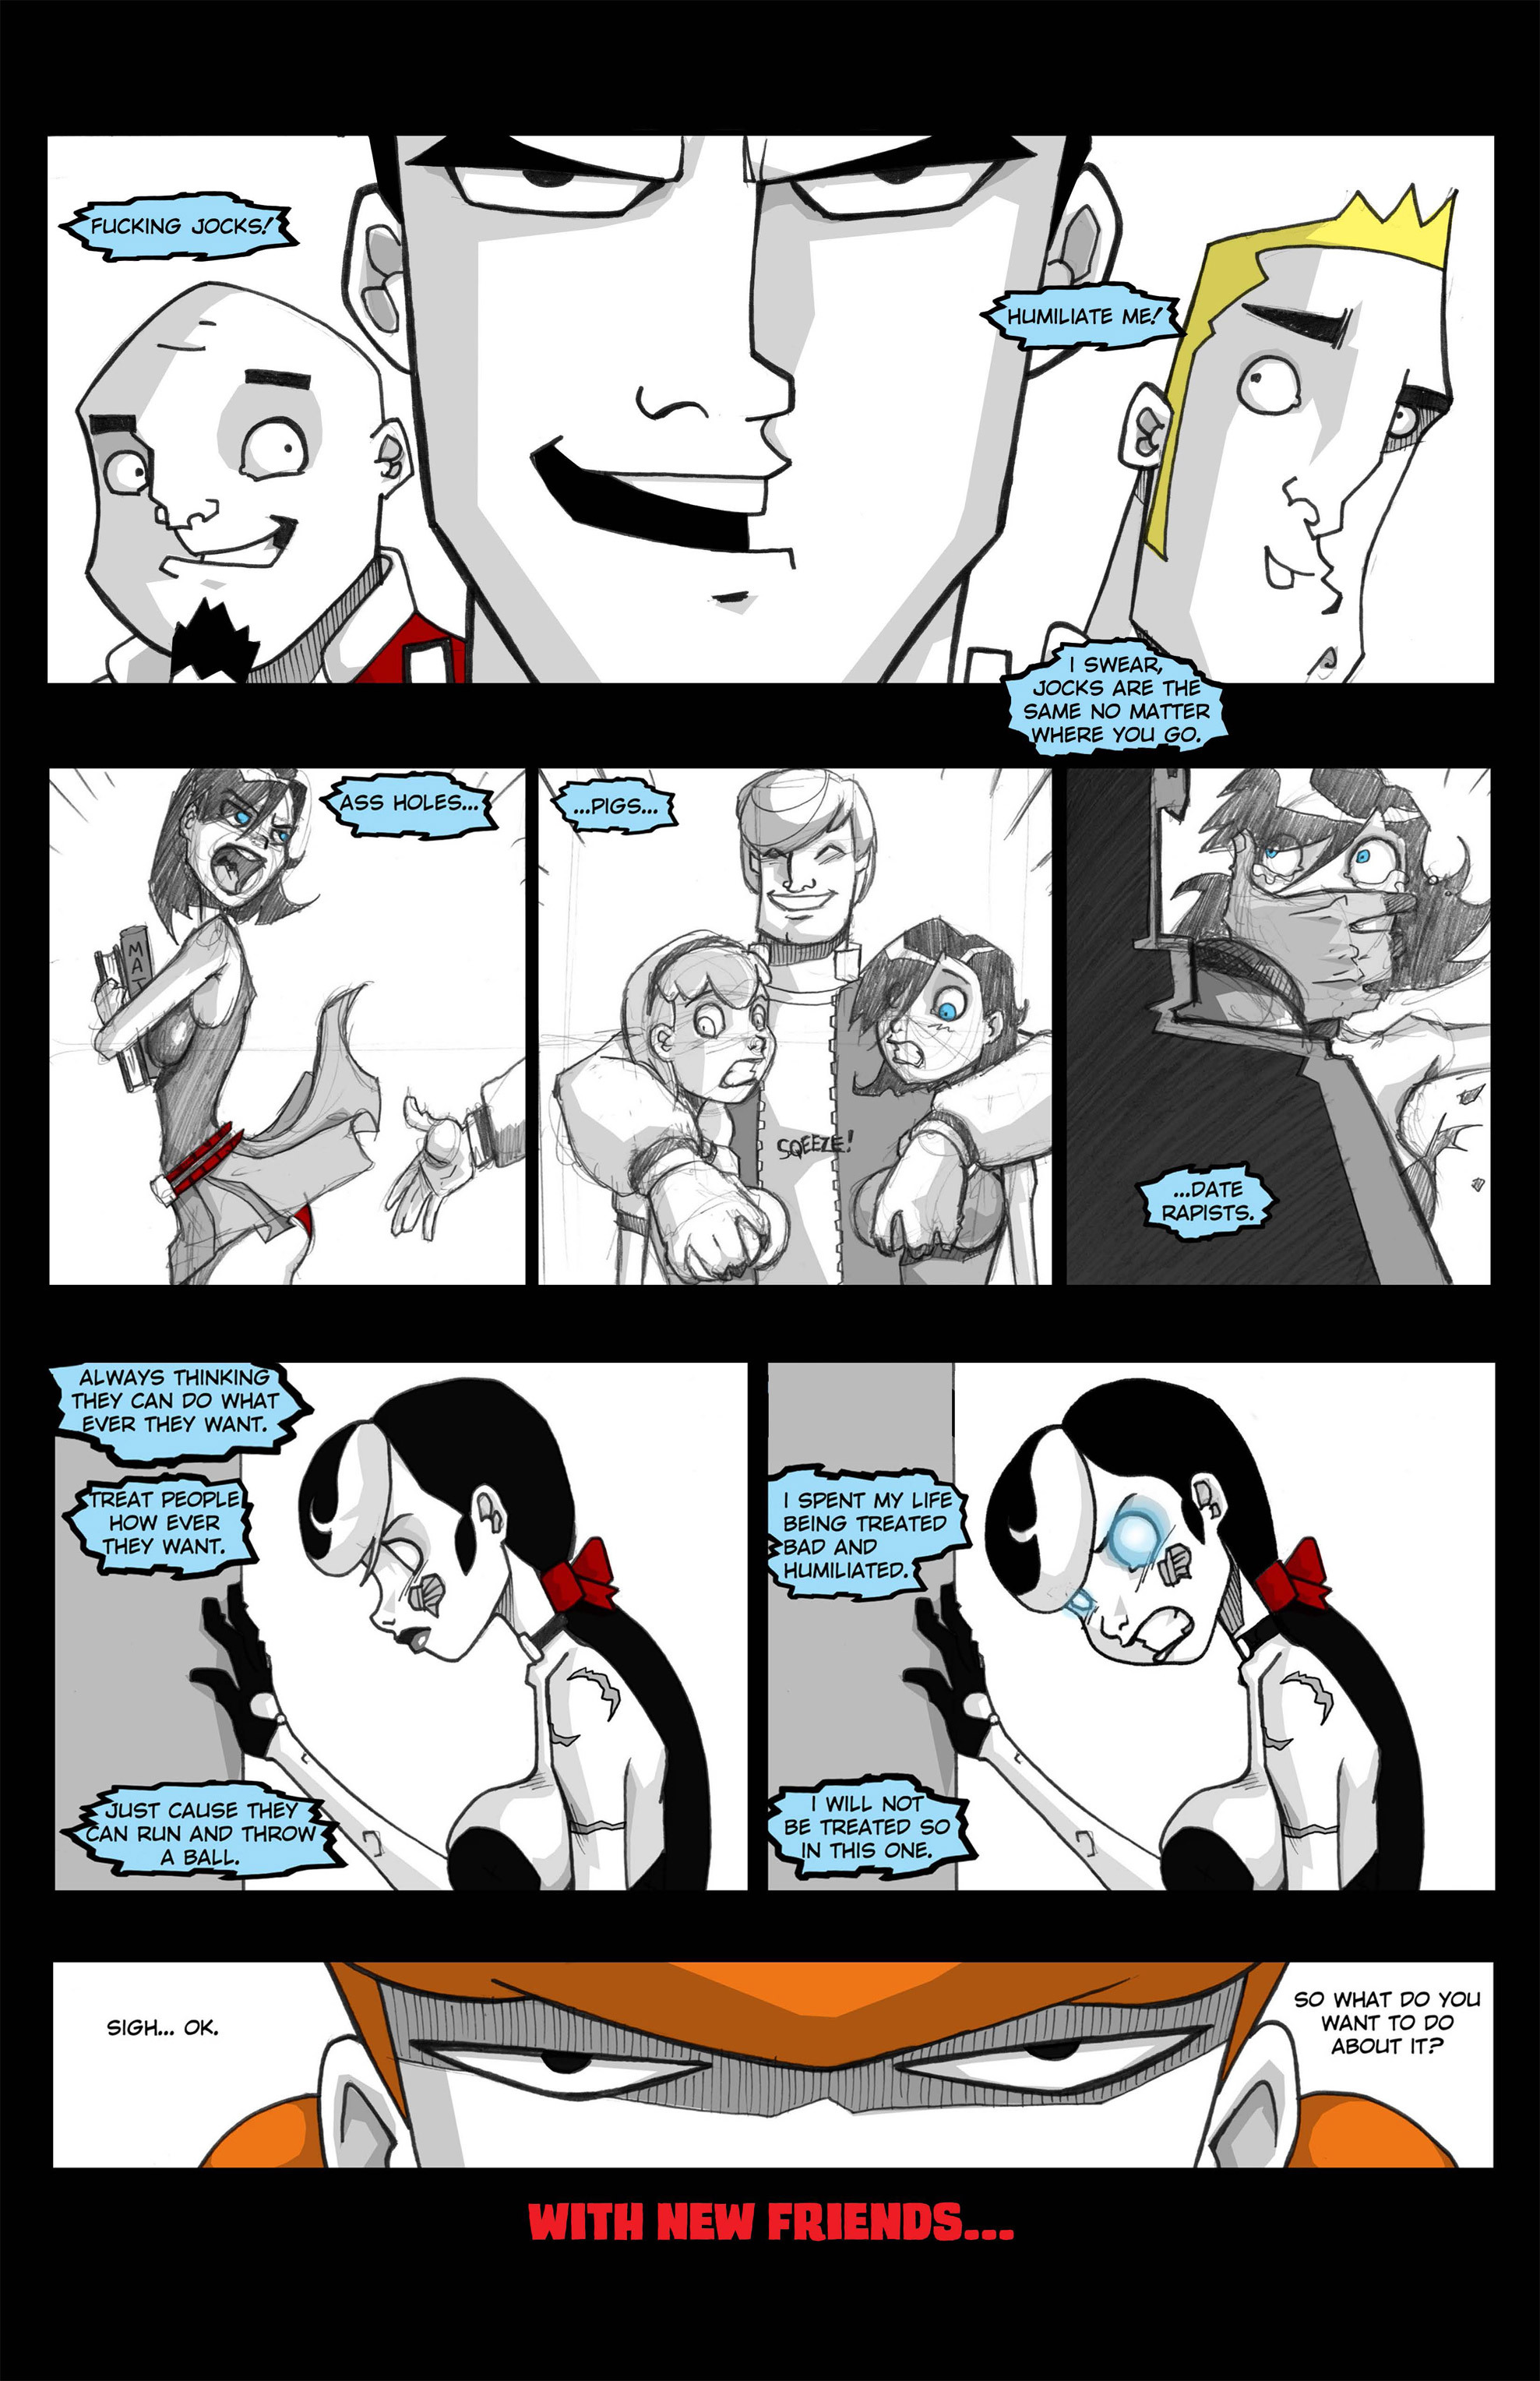 FUCKING JOCKS!
HUMILIATE ME!
I SWEAR,
JOCKS ARE THE
SAME NO MATTER
WHERE YOU GO.
ASS HOLES...
MAT
...PIGS...
SQEEZE!
...DATE
RAPISTS.
ALWAYS THINKING
THEY CAN DO WHAT
EVER THEY WANT.
TREAT PEOPLE
HOW EVER
THEY WANT.
JUST CAUSE THEY
CAN RUN AND THROW
A BALL.
I SPENT MY LIFE
BEING TREATED
BAD AND
HUMILIATED.
I WILL NOT
BE TREATED SO
IN THIS ONE.
SIGH... OK.
SO WHAT DO YOU
WANT TO DO
ABOUT IT?
WITH NEW FRIENDS...